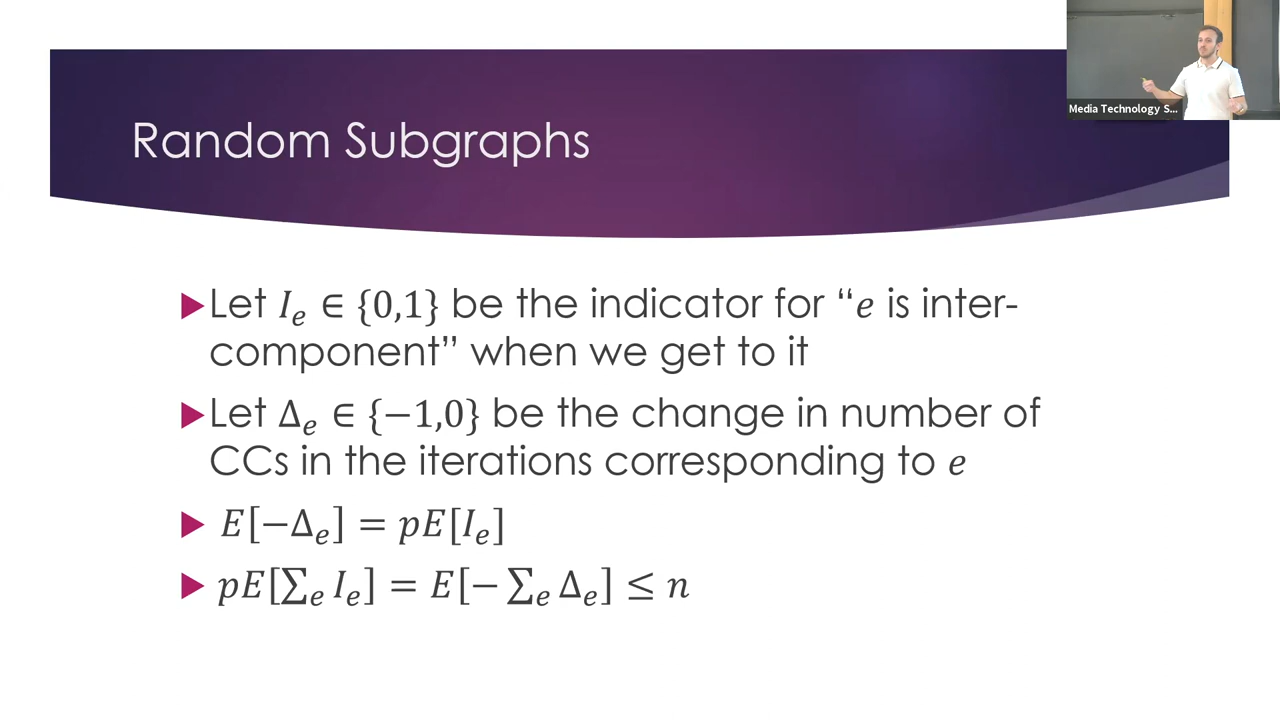 Media Technology S...
Random Subgraphs
Let I_e ∈ {0,1} be the indicator for “e is inter-
component” when we get to it
Let Δ_e ∈ {−1,0} be the change in number of
CCs in the iterations corresponding to e
E[−Δ_e] = pE[I_e]
pE[∑_e I_e] = E[− ∑_e Δ_e] ≤ n